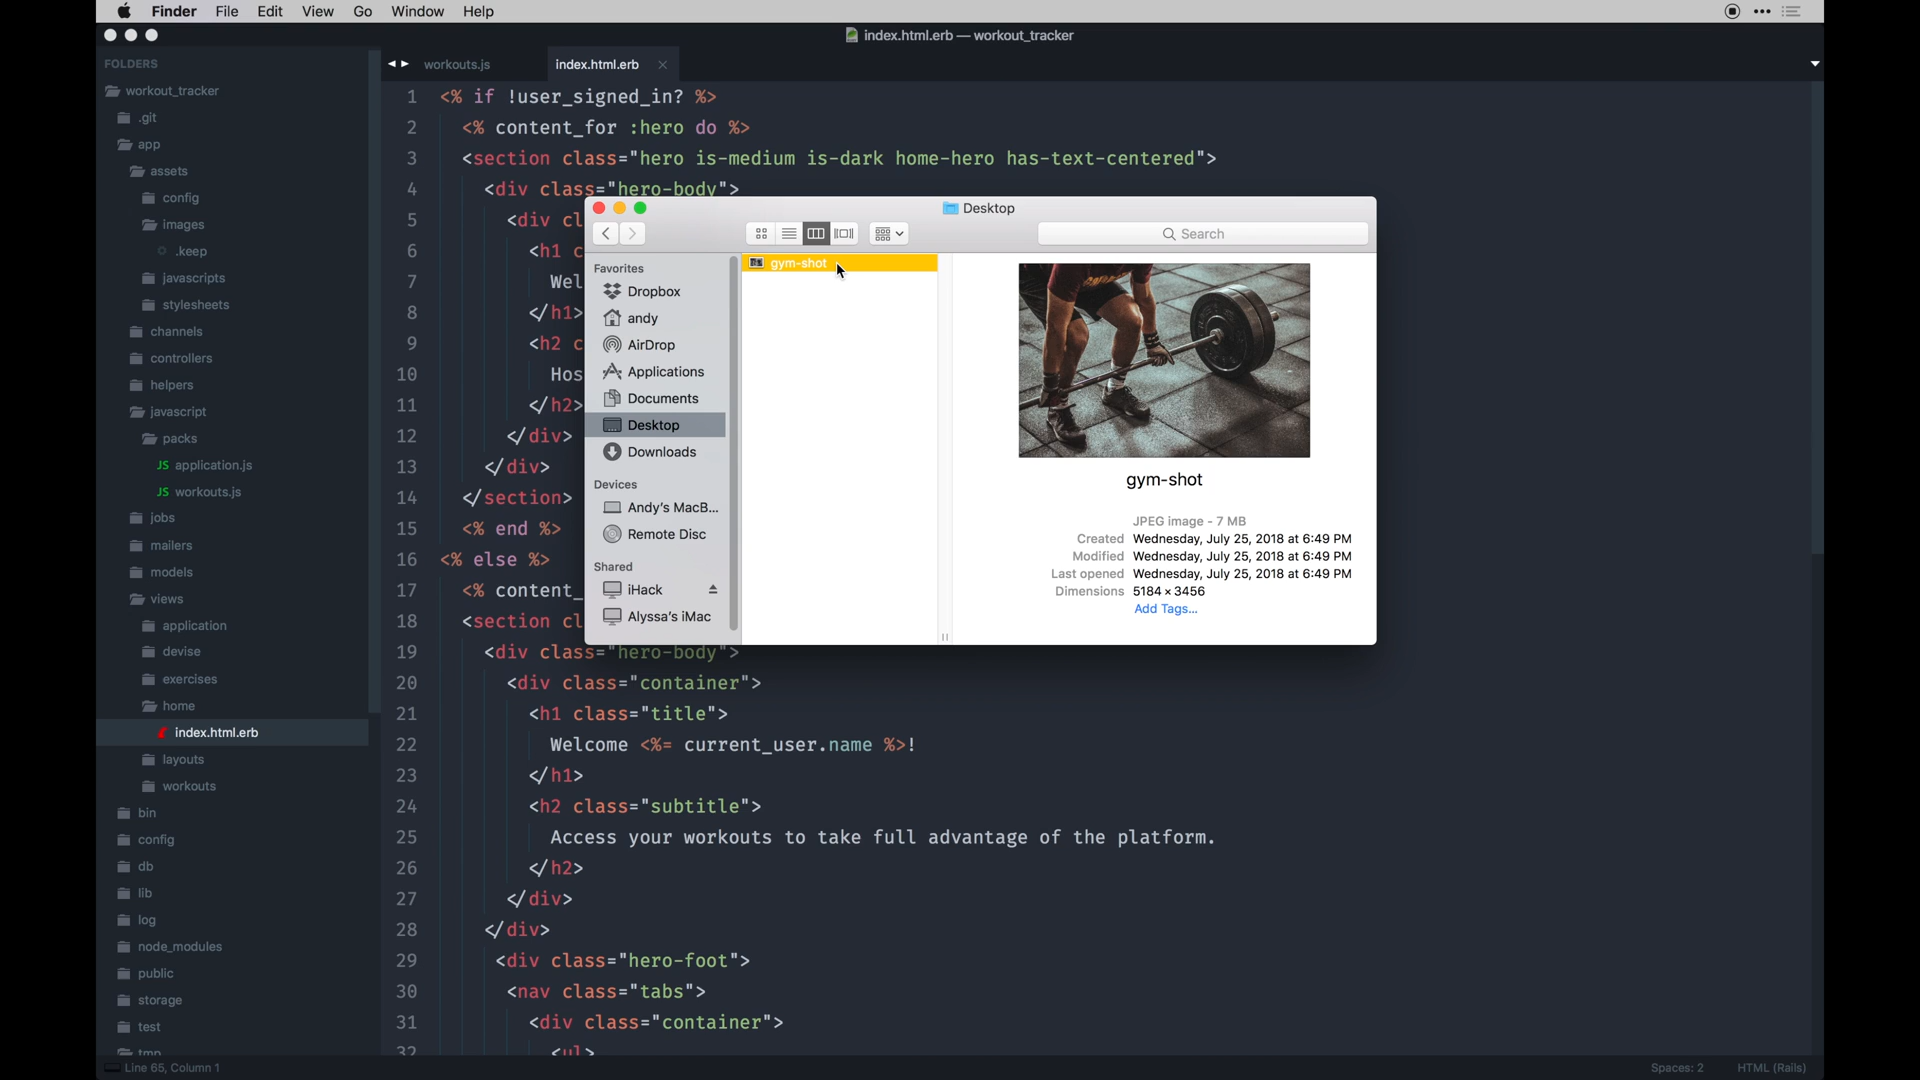 Finder File Edit View Go Window Help
index.html.erb — workout_tracker
FOLDERS
workout_tracker
.git
app
assets
config
images
.keep
javascripts
stylesheets
channels
controllers
helpers
javascript
packs
JS application.js
JS workouts.js
jobs
mailers
models
views
application
devise
exercises
home
index.html.erb
layouts
workouts
bin
config
db
lib
log
node_modules
public
storage
test
tmp
workouts.js index.html.erb
1 <% if !user_signed_in? %>
2 <% content_for :hero do %>
3 <section class="hero is-medium is-dark home-hero has-text-centered">
4 <div class="hero-body">
5 <div cl
6 <h1 c
7 Wel
8 </h1>
9 <h2 c
10 Hos
11 </h2>
12 </div>
13 </div>
14 </section>
15 <% end %>
16 <% else %>
17 <% content_
18 <section cl
19 <div class="hero-body">
20 <div class="container">
21 <h1 class="title">
22 Welcome <%= current_user.name %>!
23 </h1>
24 <h2 class="subtitle">
25 Access your workouts to take full advantage of the platform.
26 </h2>
27 </div>
28 </div>
29 <div class="hero-foot">
30 <nav class="tabs">
31 <div class="container">
32 <ul>
Desktop
Search
Favorites
Dropbox
andy
AirDrop
Applications
Documents
Desktop
Downloads
Devices
Andy's MacB...
Remote Disc
Shared
iHack
Alyssa's iMac
gym-shot
gym-shot
JPEG image - 7 MB
Created Wednesday, July 25, 2018 at 6:49 PM
Modified Wednesday, July 25, 2018 at 6:49 PM
Last opened Wednesday, July 25, 2018 at 6:49 PM
Dimensions 5184 × 3456
Add Tags...
Line 65, Column 1
Spaces: 2 HTML (Rails)